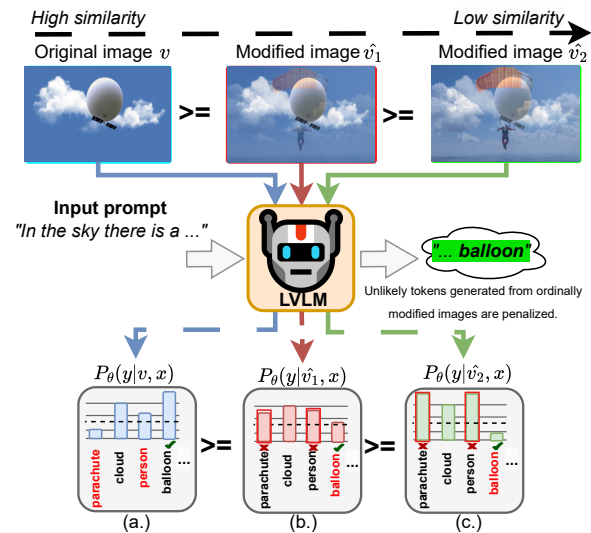 High similarity
Low similarity
Original image v
Modified image v̂₁
Modified image v̂₂
>=
>=
Input prompt
"In the sky there is a ..."
LVLM
"... balloon"
Unlikely tokens generated from ordinally
modified images are penalized.
Pθ(y|v, x)
Pθ(y|v̂₁, x)
Pθ(y|v̂₂, x)
parachute
cloud
person
balloon
...
>=
parachute
cloud
person
balloon
...
>=
parachute
cloud
person
balloon
...
(a.)
(b.)
(c.)